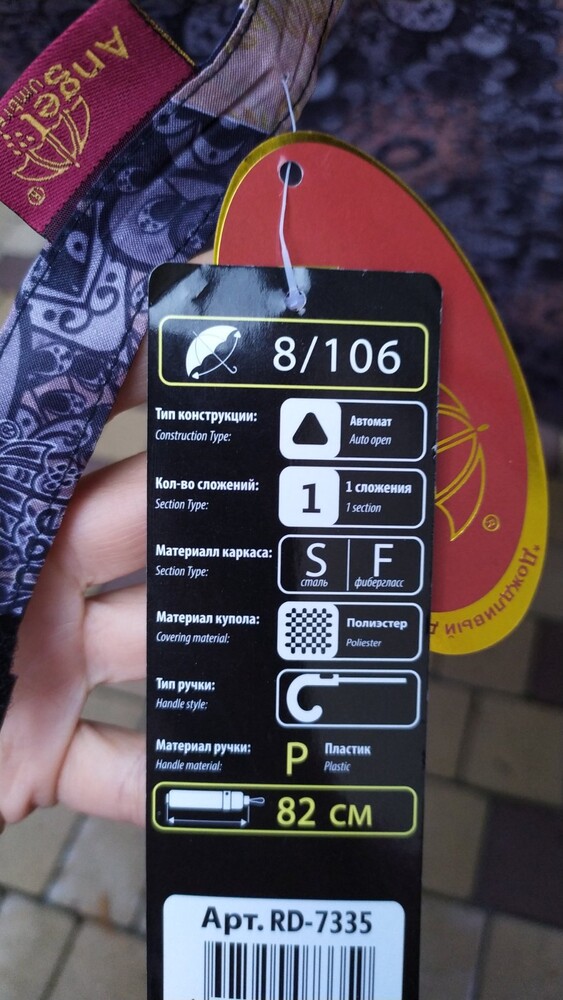 Angel
Umbre
®
8/106
Тип конструкции:
Construction Type:
Автомат
Auto open
Кол-во сложений:
Section Type:
1
1 сложения
1 section
Материалл каркаса:
Section Type:
S
сталь
F
фибергласс
Материал купола:
Covering material:
Полиэстер
Poliester
Тип ручки:
Handle style:
Материал ручки:
Handle material:
P
Пластик
Plastic
82 СМ
Арт. RD-7335
®
"Дождливый д